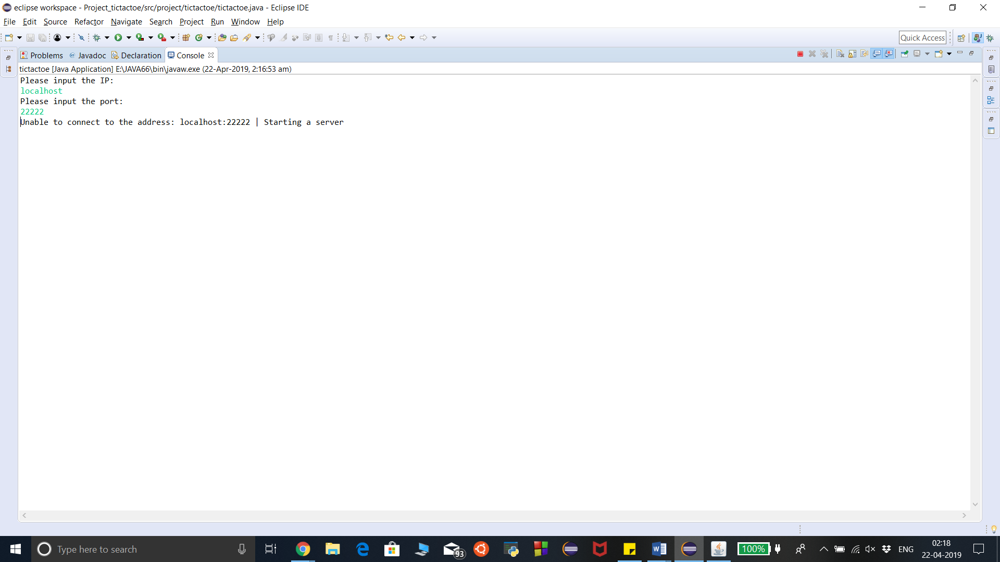 eclipse workspace - Project_tictactoe/src/project/tictactoe/tictactoe.java - Eclipse IDE
File Edit Source Refactor Navigate Search Project Run Window Help
Quick Access
Problems @ Javadoc Declaration Console
tictactoe [Java Application] E:\JAVA66\bin\javaw.exe (22-Apr-2019, 2:16:53 am)
Please input the IP:
localhost
Please input the port:
22222
Unable to connect to the address: localhost:22222 | Starting a server
Type here to search
93
100%
ENG
02:18
22-04-2019